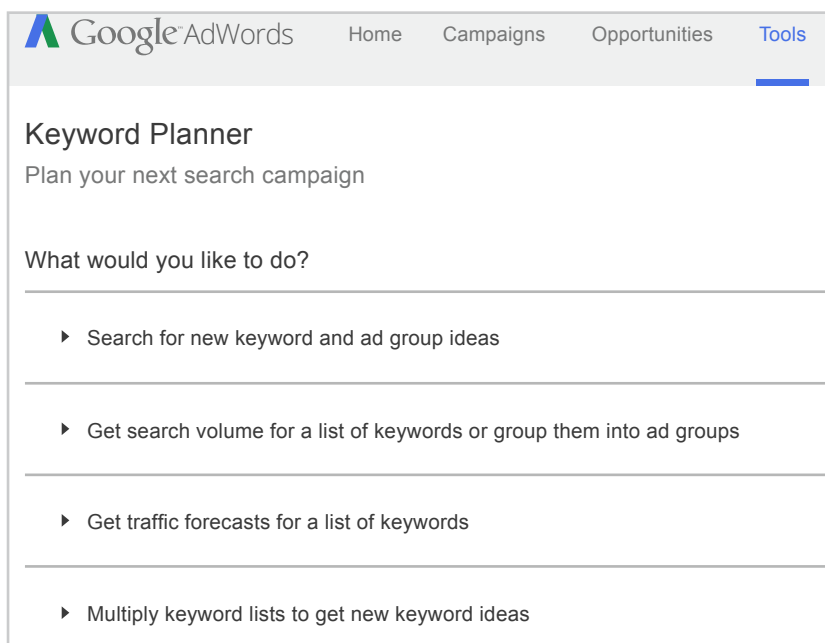 Google AdWords Home Campaigns Opportunities Tools
Keyword Planner
Plan your next search campaign
What would you like to do?
Search for new keyword and ad group ideas
Get search volume for a list of keywords or group them into ad groups
Get traffic forecasts for a list of keywords
Multiply keyword lists to get new keyword ideas